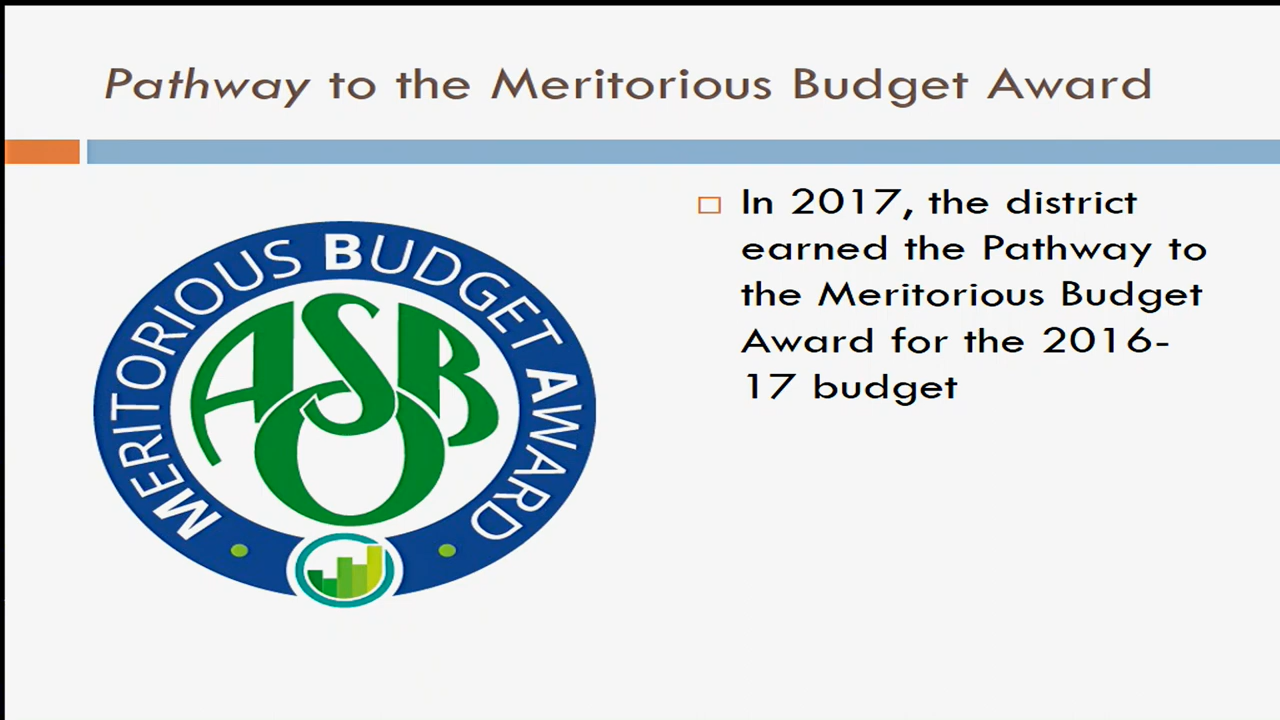 Pathway to the Meritorious Budget Award
MERITORIOUS BUDGET AWARD
ASBO
In 2017, the district
earned the Pathway to
the Meritorious Budget
Award for the 2016-
17 budget